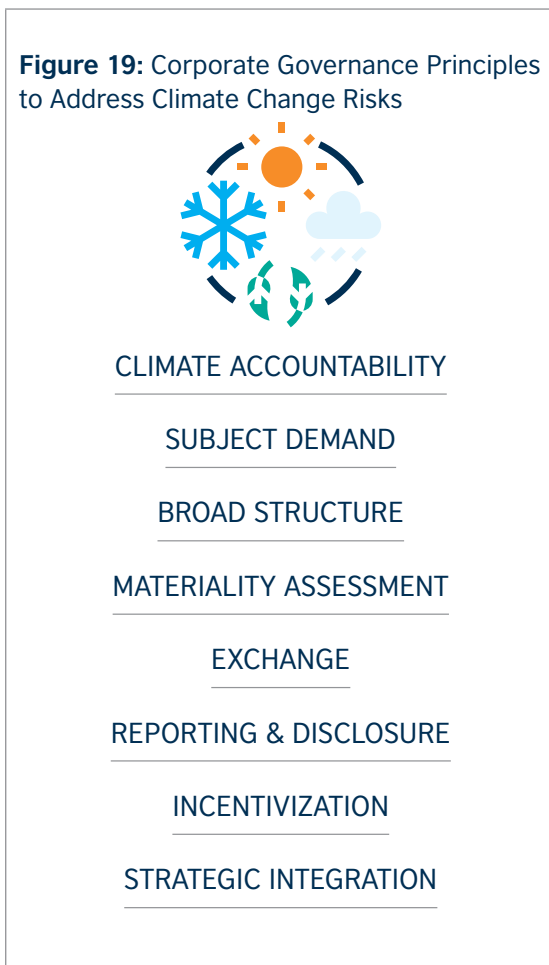 Figure 19: Corporate Governance Principles
to Address Climate Change Risks
CLIMATE ACCOUNTABILITY
SUBJECT DEMAND
BROAD STRUCTURE
MATERIALITY ASSESSMENT
EXCHANGE
REPORTING & DISCLOSURE
INCENTIVIZATION
STRATEGIC INTEGRATION